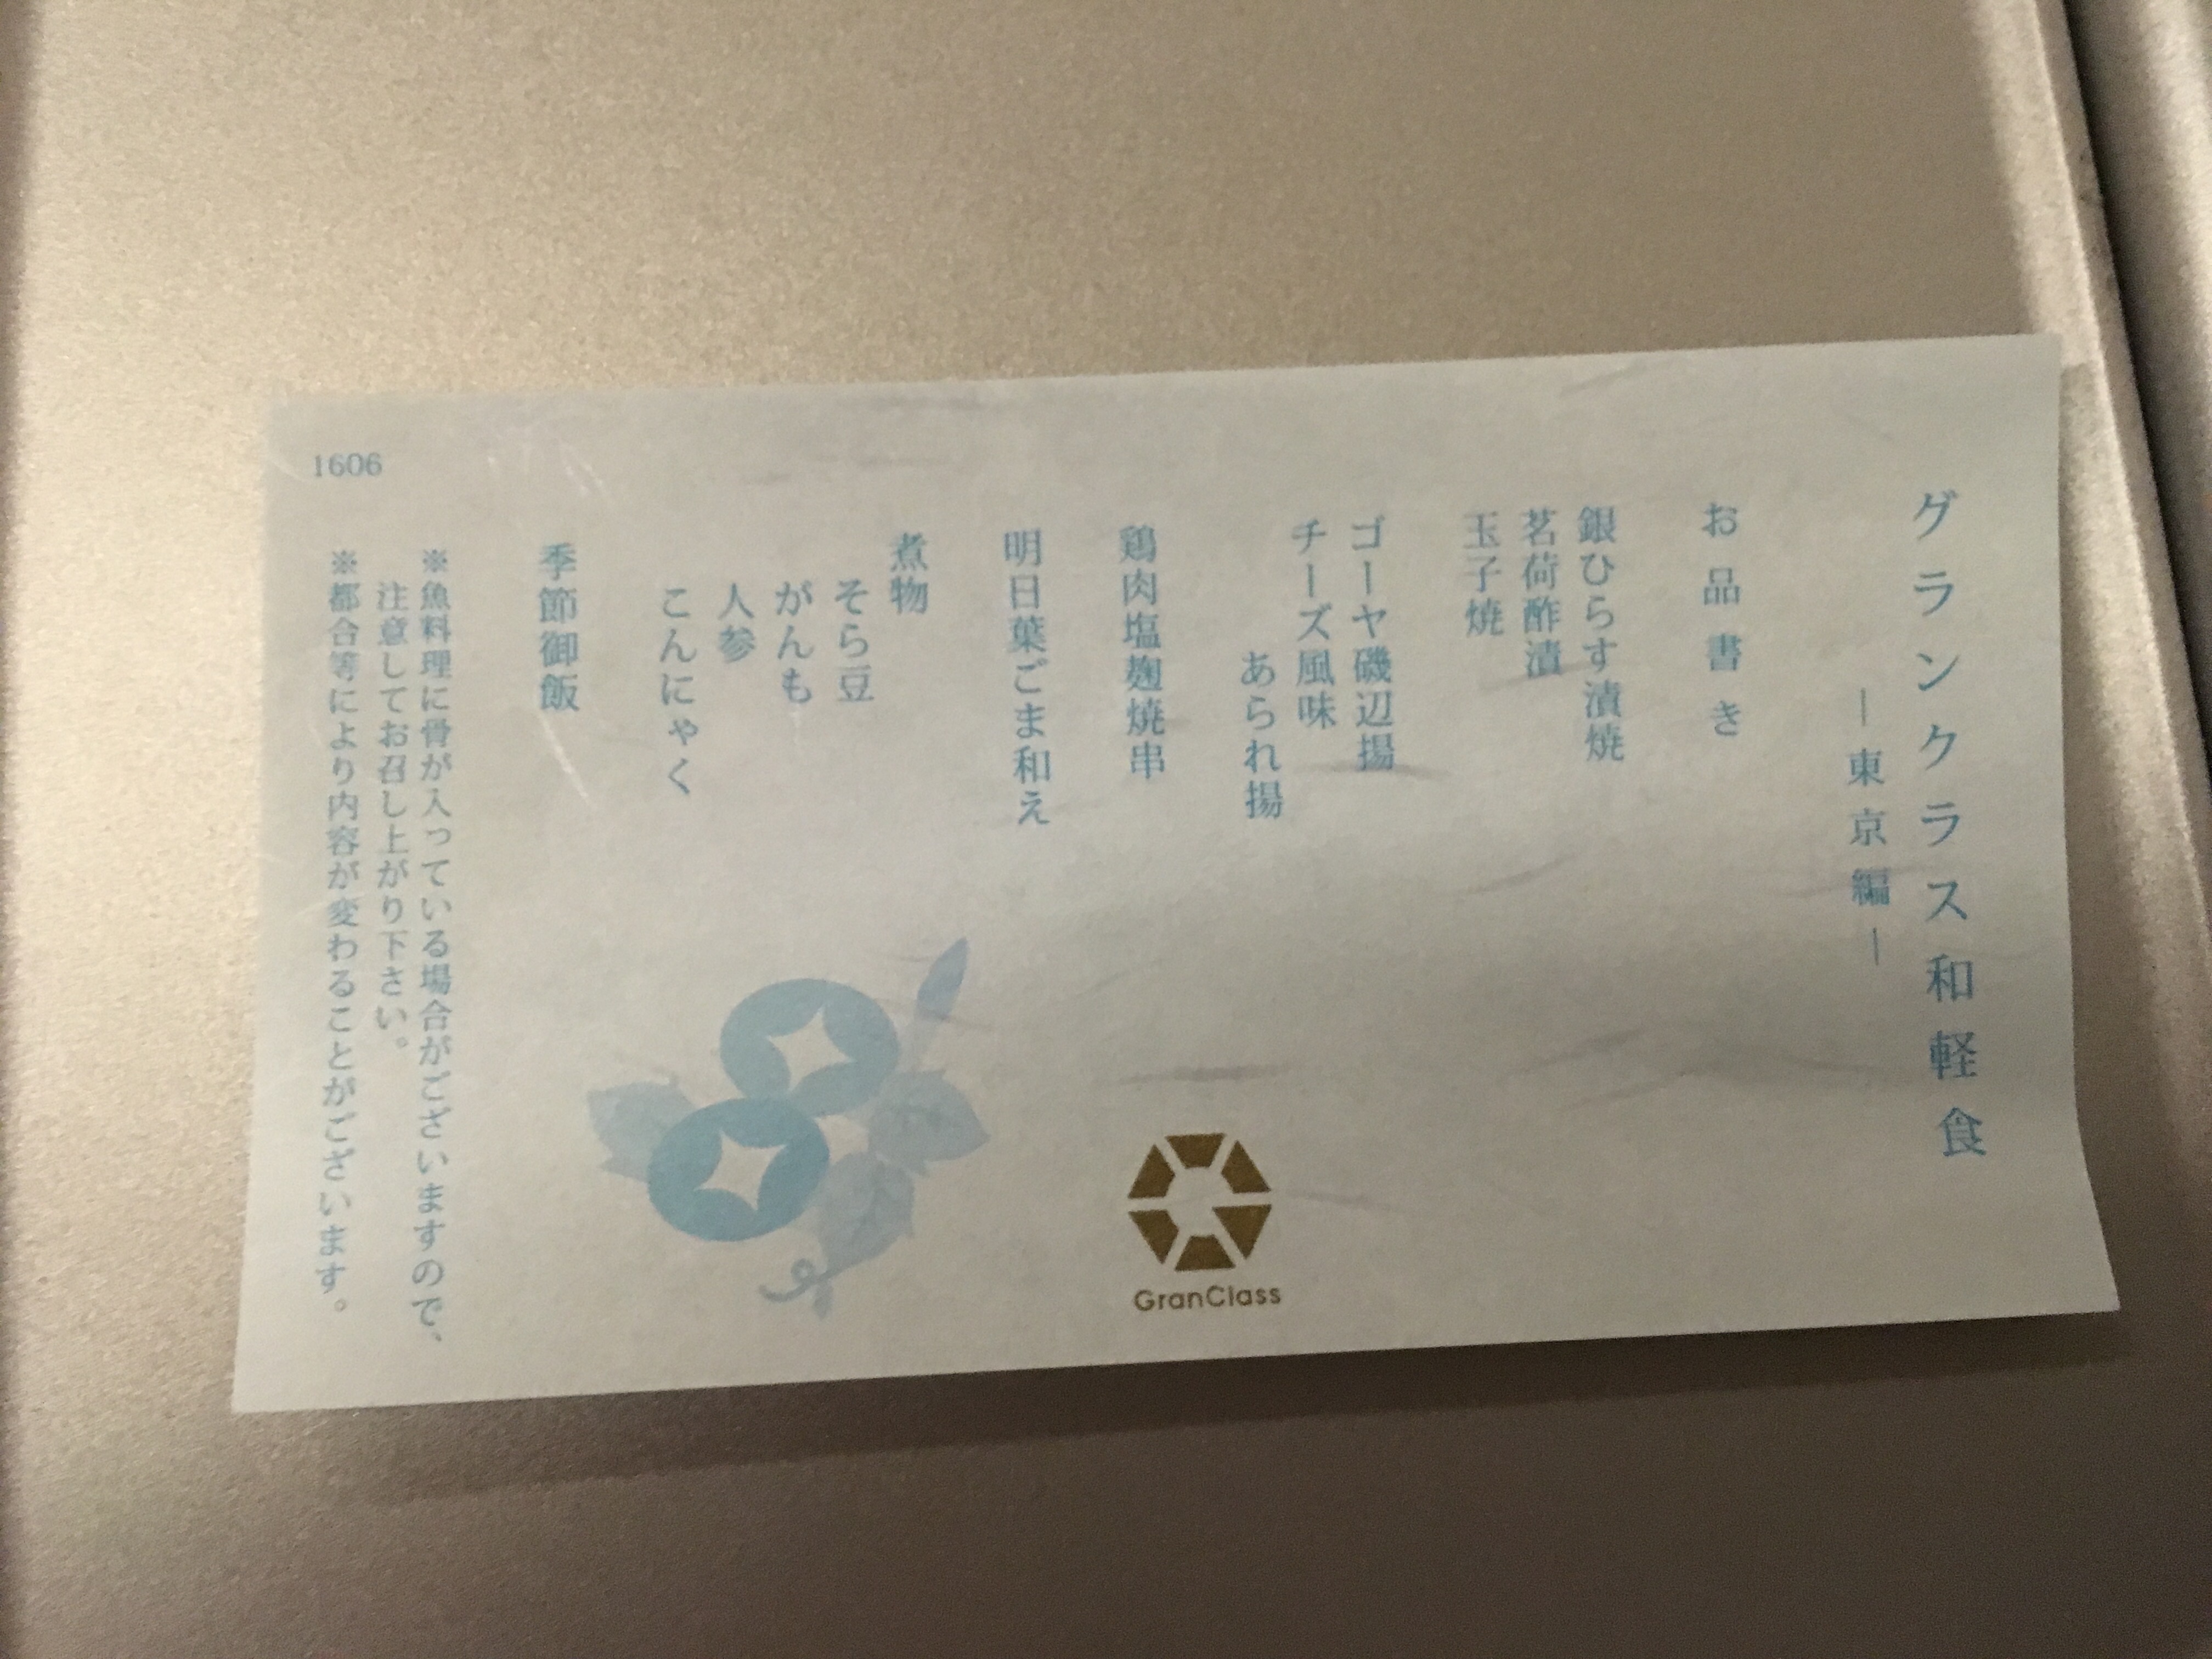 グランクラス和軽食
―東京編―
お品書き
銀ひらす漬焼
茗荷酢漬
玉子焼
ゴーヤ磯辺揚
チーズ風味
あられ揚
鶏肉塩麹焼串
明日葉ごま和え
煮物
そら豆
がんも
人参
こんにゃく
季節御飯
※魚料理に骨が入っている場合がございますので、
注意してお召し上がり下さい。
※都合等により内容が変わることがございます。
1606
GranClass